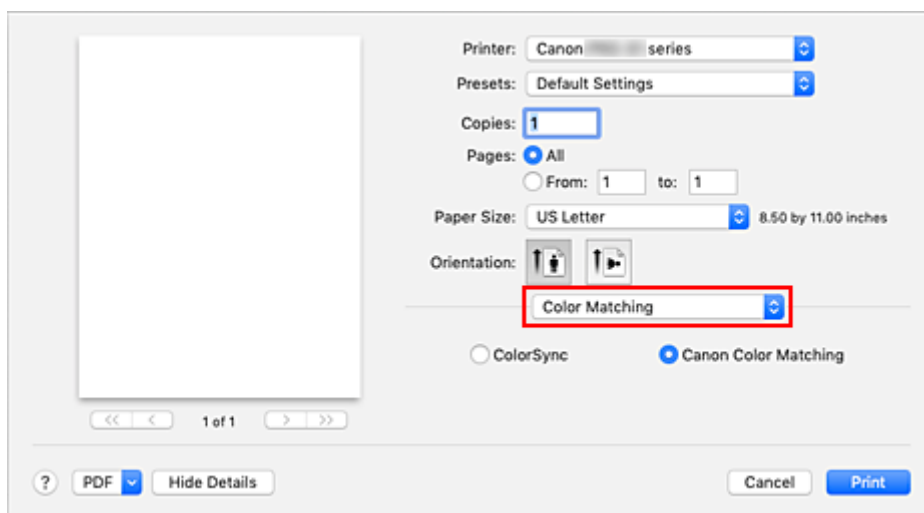 Printer: Canon series
Presets: Default Settings
Copies: 1
Pages: All
From: 1 to: 1
Paper Size: US Letter 8.50 by 11.00 inches
Orientation:
Color Matching
ColorSync Canon Color Matching
<< < 1 of 1 > >>
? PDF Hide Details Cancel Print